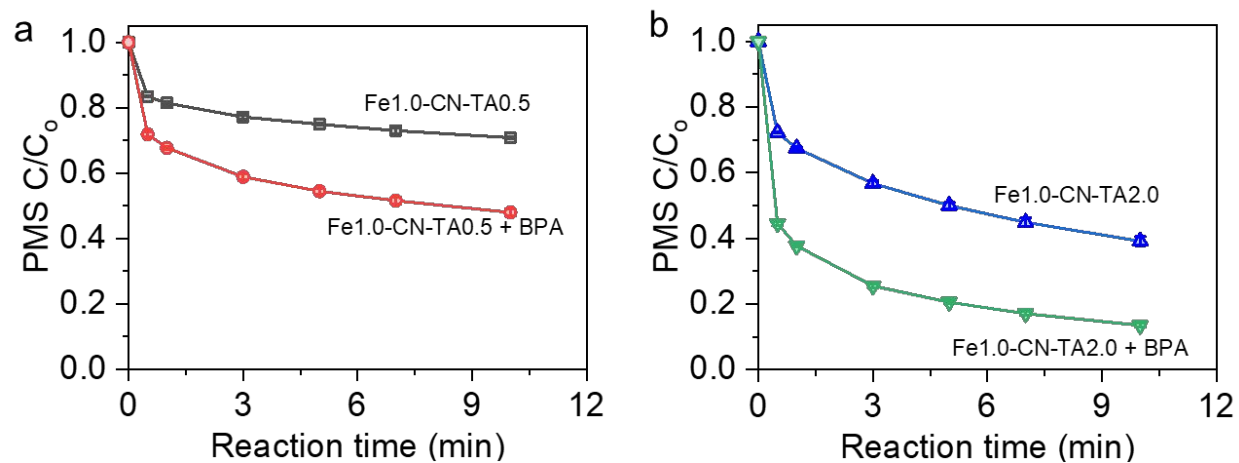 a
1.0
0.8
0.6
0.4
0.2
0.0
PMS C/Co
Fe1.0-CN-TA0.5
Fe1.0-CN-TA0.5 + BPA
0 3 6 9 12
Reaction time (min)
b
1.0
0.8
0.6
0.4
0.2
0.0
PMS C/Co
Fe1.0-CN-TA2.0
Fe1.0-CN-TA2.0 + BPA
0 3 6 9 12
Reaction time (min)